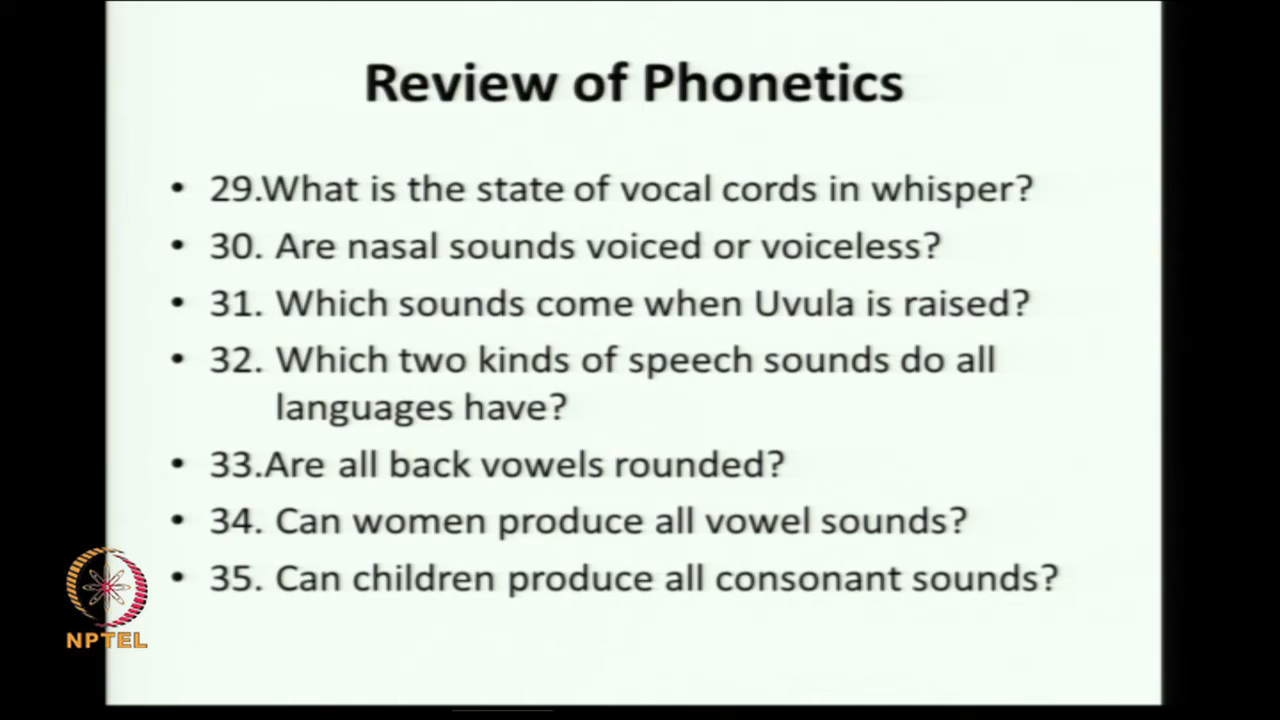 Review of Phonetics
• 29.What is the state of vocal cords in whisper?
• 30. Are nasal sounds voiced or voiceless?
• 31. Which sounds come when Uvula is raised?
• 32. Which two kinds of speech sounds do all
languages have?
• 33.Are all back vowels rounded?
• 34. Can women produce all vowel sounds?
• 35. Can children produce all consonant sounds?
NPTEL